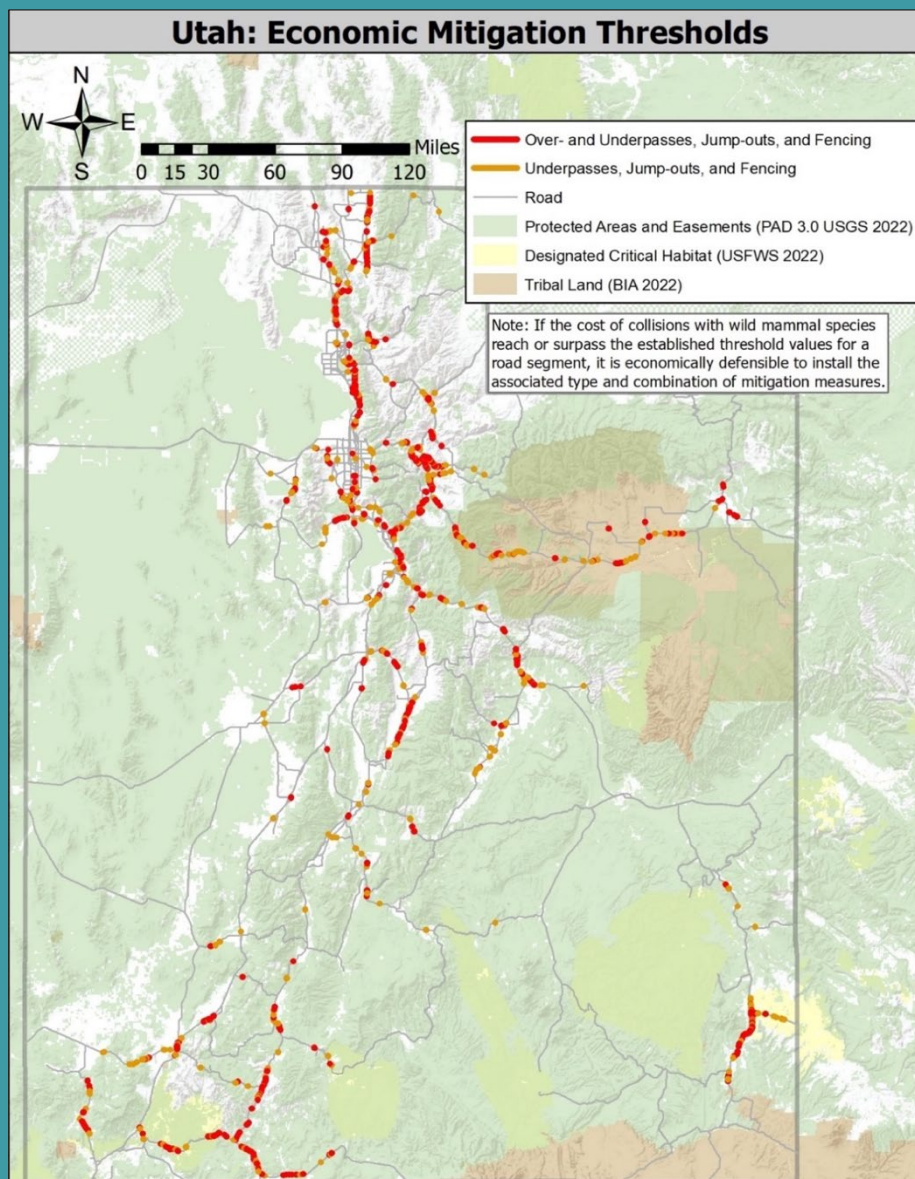 Utah: Economic Mitigation Thresholds
N
W E
S
Miles
0 15 30 60 90 120
Over- and Underpasses, Jump-outs, and Fencing
Underpasses, Jump-outs, and Fencing
Road
Protected Areas and Easements (PAD 3.0 USGS 2022)
Designated Critical Habitat (USFWS 2022)
Tribal Land (BIA 2022)
Note: If the cost of collisions with wild mammal species
reach or surpass the established threshold values for a
road segment, it is economically defensible to install the
associated type and combination of mitigation measures.